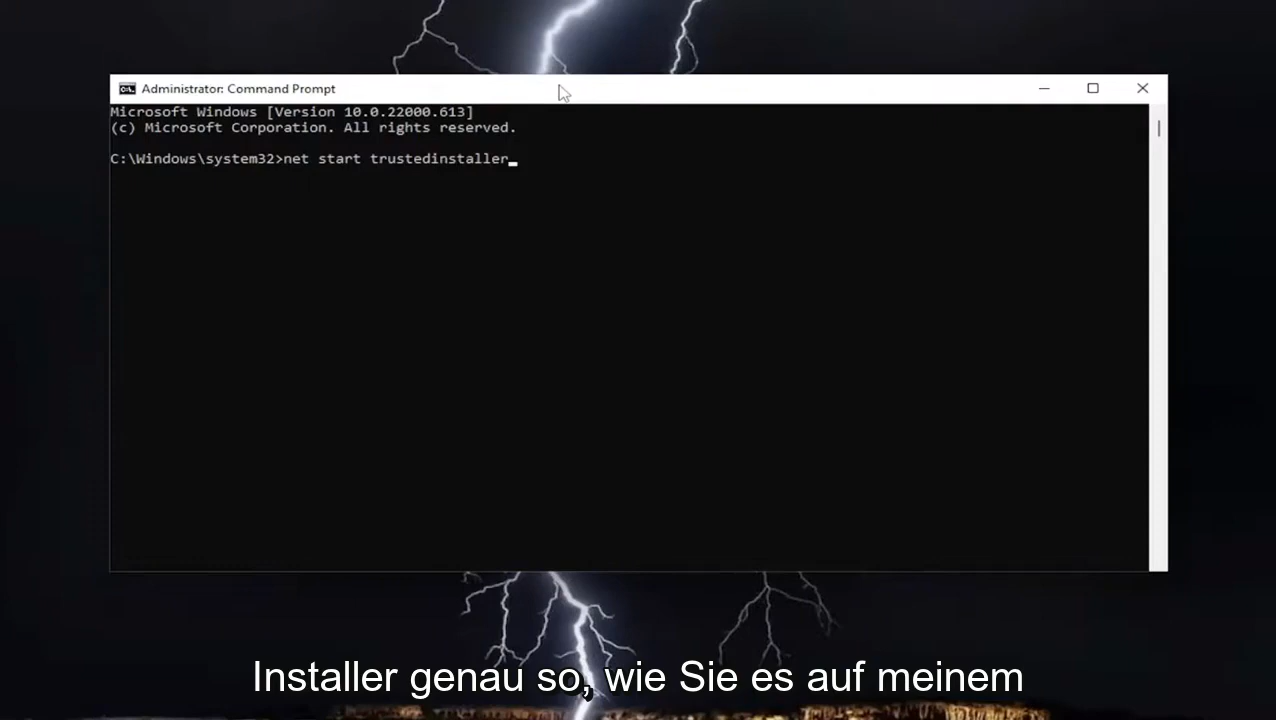 Administrator: Command Prompt
Microsoft Windows [Version 10.0.22000.613]
(c) Microsoft Corporation. All rights reserved.
C:\Windows\system32>net start trustedinstaller
Installer genau so, wie Sie es auf meinem